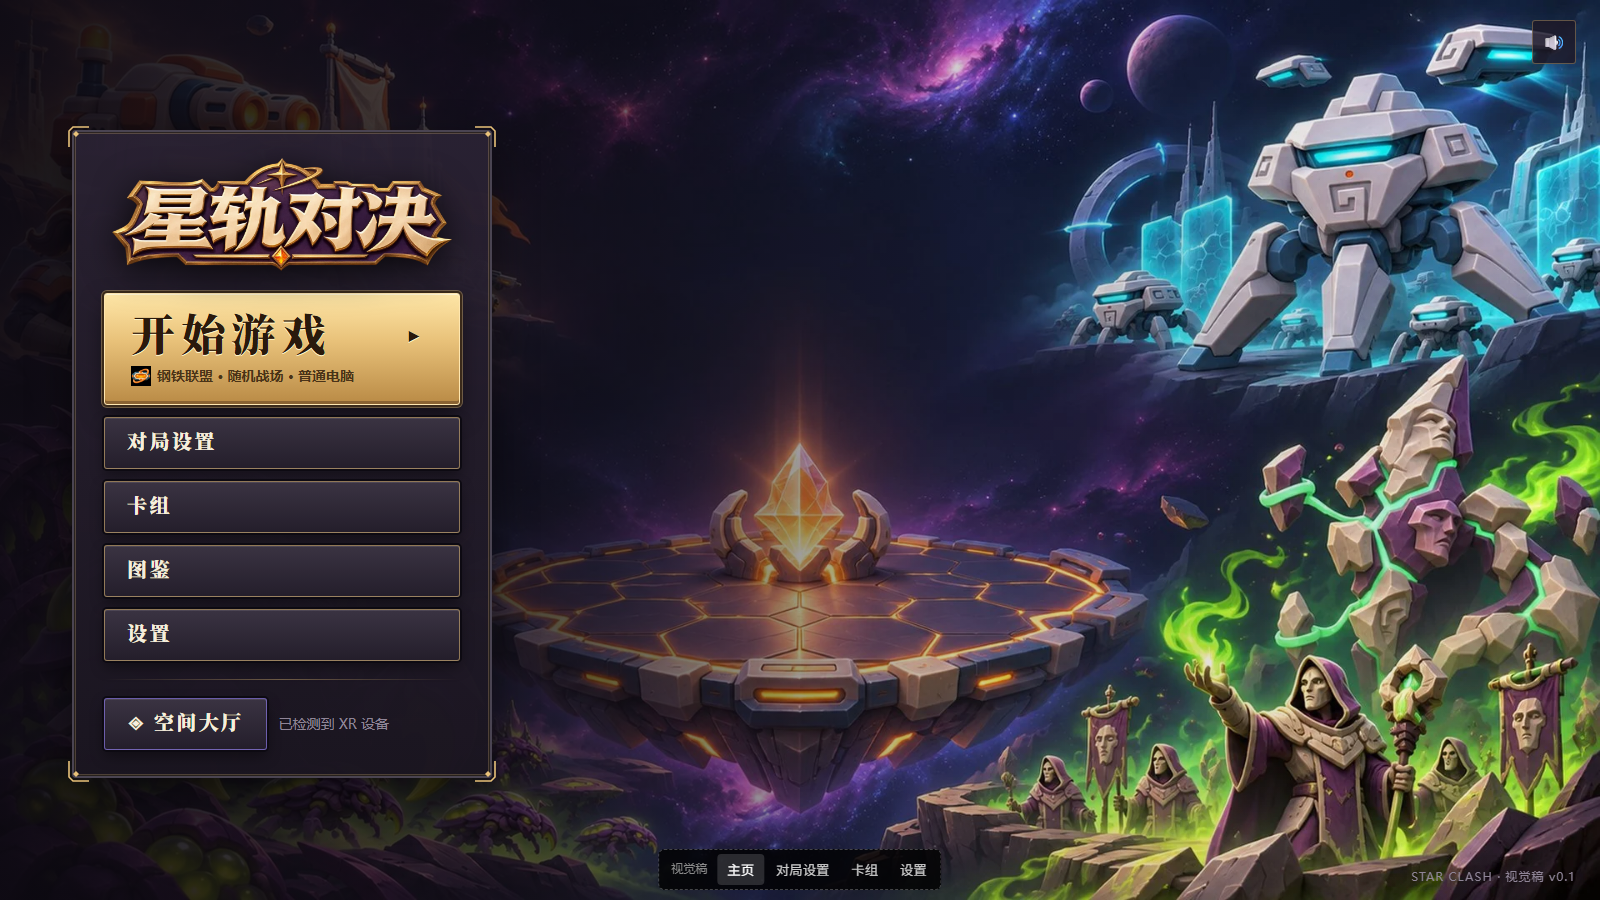 星轨对决
开始游戏
钢铁联盟 • 随机战场 • 普通电脑
对局设置
卡组
图鉴
设置
空间大厅
已检测到 XR 设备
视觉稿 主页 对局设置 卡组 设置
STAR CLASH · 视觉稿 v0.1